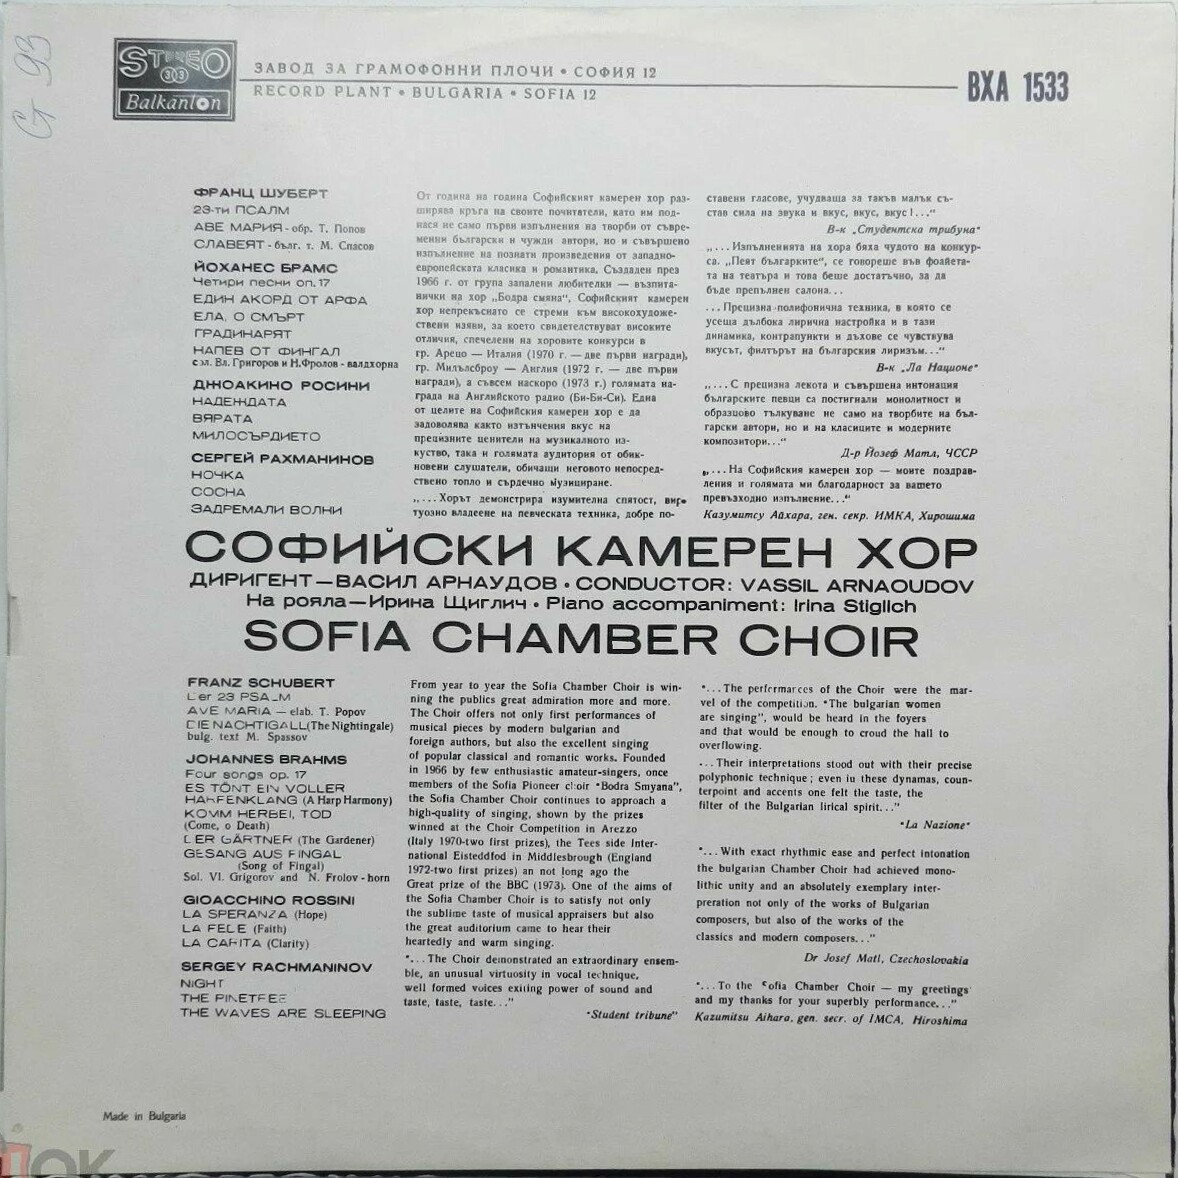 G 93
STEREO
33
Balkanton
ЗАВОД ЗА ГРАМОФОННИ ПЛОЧИ • СОФИЯ 12
RECORD PLANT • BULGARIA • SOFIA 12
ВХА 1533
ФРАНЦ ШУБЕРТ
23-ти ПСАЛМ
АВЕ МАРИЯ - обр. Т. Попов
СЛАВЕЯТ - бълг. т. М. Спасов
ЙОХАНЕС БРАМС
Четири песни оп. 17
ЕДИН АКОРД ОТ АРФА
ЕЛА, О СМЪРТ
ГРАДИНАРЯТ
НАПЕВ ОТ ФИНГАЛ
с эл. Вл. Григоров и Н.Фролов - валдхорна
ДЖОАКИНО РОСИНИ
НАДЕЖДАТА
ВЯРАТА
МИЛОСЪРДИЕТО
СЕРГЕЙ РАХМАНИНОВ
НОЧКА
СОСНА
ЗАДРЕМАЛИ ВОЛНИ
От година на година Софийският камерен хор раз-
ширява кръга на своите почитатели, като им под-
нася не само първи изпълнения на творби от съвре-
менни български и чужди автори, но и съвършено
изпълнение на познати произведения от западно-
европейската класика и романтика. Създаден през
1966 г. от група запалени любителки — възпита-
нички на хор „Бодра смяна", Софийският камерен
хор непрекъснато се стреми към високохудоже-
ствени изяви, за което свидетелствуват високите
отличия, спечелени на хоровите конкурси в
гр. Арецо — Италия (1970 г. — две първи награди),
гр. Милълсброу — Англия (1972 г. — две първи
награди), а съвсем наскоро (1973 г.) голямата на-
града на Английското радио (Би-Би-Си). Една
от целите на Софийския камерен хор е да
задоволява както изтънчения вкус на
прецизните ценители на музикалното из-
куство, така и голямата аудитория от обик-
новени слушатели, обичащи неговото непосред-
ствено топло и сърдечно музициране.
„... Хорът демонстрира изумителна спятост, вир-
туозно владеене на певческата техника, добре по-
ставени гласове, учудваща за такъв малък съ-
став сила на звука и вкус, вкус, вкус!..."
В-к „Студентска трибуна"
„... Изпълненията на хора бяха чудото на конкур-
са. „Пеят българките", се говореше във фоайета-
та на театъра и това беше достатъчно, за да
бъде препълнен салона...
... Прецизна полифонична техника, в която се
усеща дълбока лирична настройка и в тази
динамика, контрапункти и дъхове се чувствува
вкусът, филтърът на българския лиризъм..."
В-к „Ла Национе"
„... С прецизна лекота и съвършена интонация
българските певци са постигнали монолитност и
образцово тълкуване не само на творбите на бъл-
гарски автори, но и на класиците и модерните
композитори..."
Д-р Йозеф Матл, ЧССР
„... На Софийския камерен хор — моите поздрав-
ления и голямата ми благодарност за вашето
превъзходно изпълнение..."
Казумитсу Айхара, ген. секр. ИМКА, Хирошима
СОФИЙСКИ КАМЕРЕН ХОР
ДИРИГЕНТ — ВАСИЛ АРНАУДОВ • CONDUCTOR: VASSIL ARNAOUDOV
На рояла — Ирина Щиглич • Piano accompaniment: Irina Stiglich
SOFIA CHAMBER CHOIR
FRANZ SCHUBERT
Der 23 PSALM
AVE MARIA — elab. T. Popov
DIE NACHTIGALL (The Nightingale)
bulg. text M. Spassov
JOHANNES BRAHMS
Four songs op. 17
ES TÖNT EIN VOLLER
HARFENKLANG (A Harp Harmony)
KOMM HERBEI, TOD
(Come, o Death)
DER GÄRTNER (The Gardener)
GESANG AUS FINGAL
(Song of Fingal)
Sol. Vl. Grigorov and N. Frolov - horn
GIOACCHINO ROSSINI
LA SPERANZA (Hope)
LA FEDE (Faith)
LA CARITA (Clarity)
SERGEY RACHMANINOV
NIGHT
THE PINETREE
THE WAVES ARE SLEEPING
From year to year the Sofia Chamber Choir is win-
ning the publics great admiration more and more.
The Choir offers not only first performances of
musical pieces by modern bulgarian and
foreign authors, but also the excellent singing
of popular classical and romantic works. Founded
in 1966 by few enthusiastic amateur-singers, once
members of the Sofia Pioneer choir "Bodra Smyana",
the Sofia Chamber Choir continues to approach a
high-quality of singing, shown by the prizes
winned at the Choir Competition in Arezzo
(Italy 1970-two first prizes), the Tees side Inter-
national Eisteddfod in Middlesbrough (England
1972-two first prizes) an not long ago the
Great prize of the BBC (1973). One of the aims of
the Sofia Chamber Choir is to satisfy not only
the sublime taste of musical appraisers but also
the great auditorium came to hear their
heartedly and warm singing.
"... The Choir demonstrated an extraordinary ensem-
ble, an unusual virtuosity in vocal technique,
well formed voices exiting power of sound and
taste, taste, taste..."
"Student tribune"
"... The performances of the Choir were the mar-
vel of the competition. "The bulgarian women
are singing", would be heard in the foyers
and that would be enough to croud the hall to
overflowing.
... Their interpretations stood out with their precise
polyphonic technique; even in these dynamas, coun-
terpoint and accents one felt the taste, the
filter of the Bulgarian lirical spirit..."
"La Nazione"
"... With exact rhythmic ease and perfect intonation
the bulgarian Chamber Choir had achieved mono-
lithic unity and an absolutely exemplary inter-
preration not only of the works of Bulgarian
composers, but also of the works of the
classics and modern composers..."
Dr Josef Matl, Czechoslovakia
"... To the Sofia Chamber Choir — my greetings
and my thanks for your superbly performance..."
Kazumitsu Aihara, gen. secr. of IMCA, Hiroshima
Made in Bulgaria